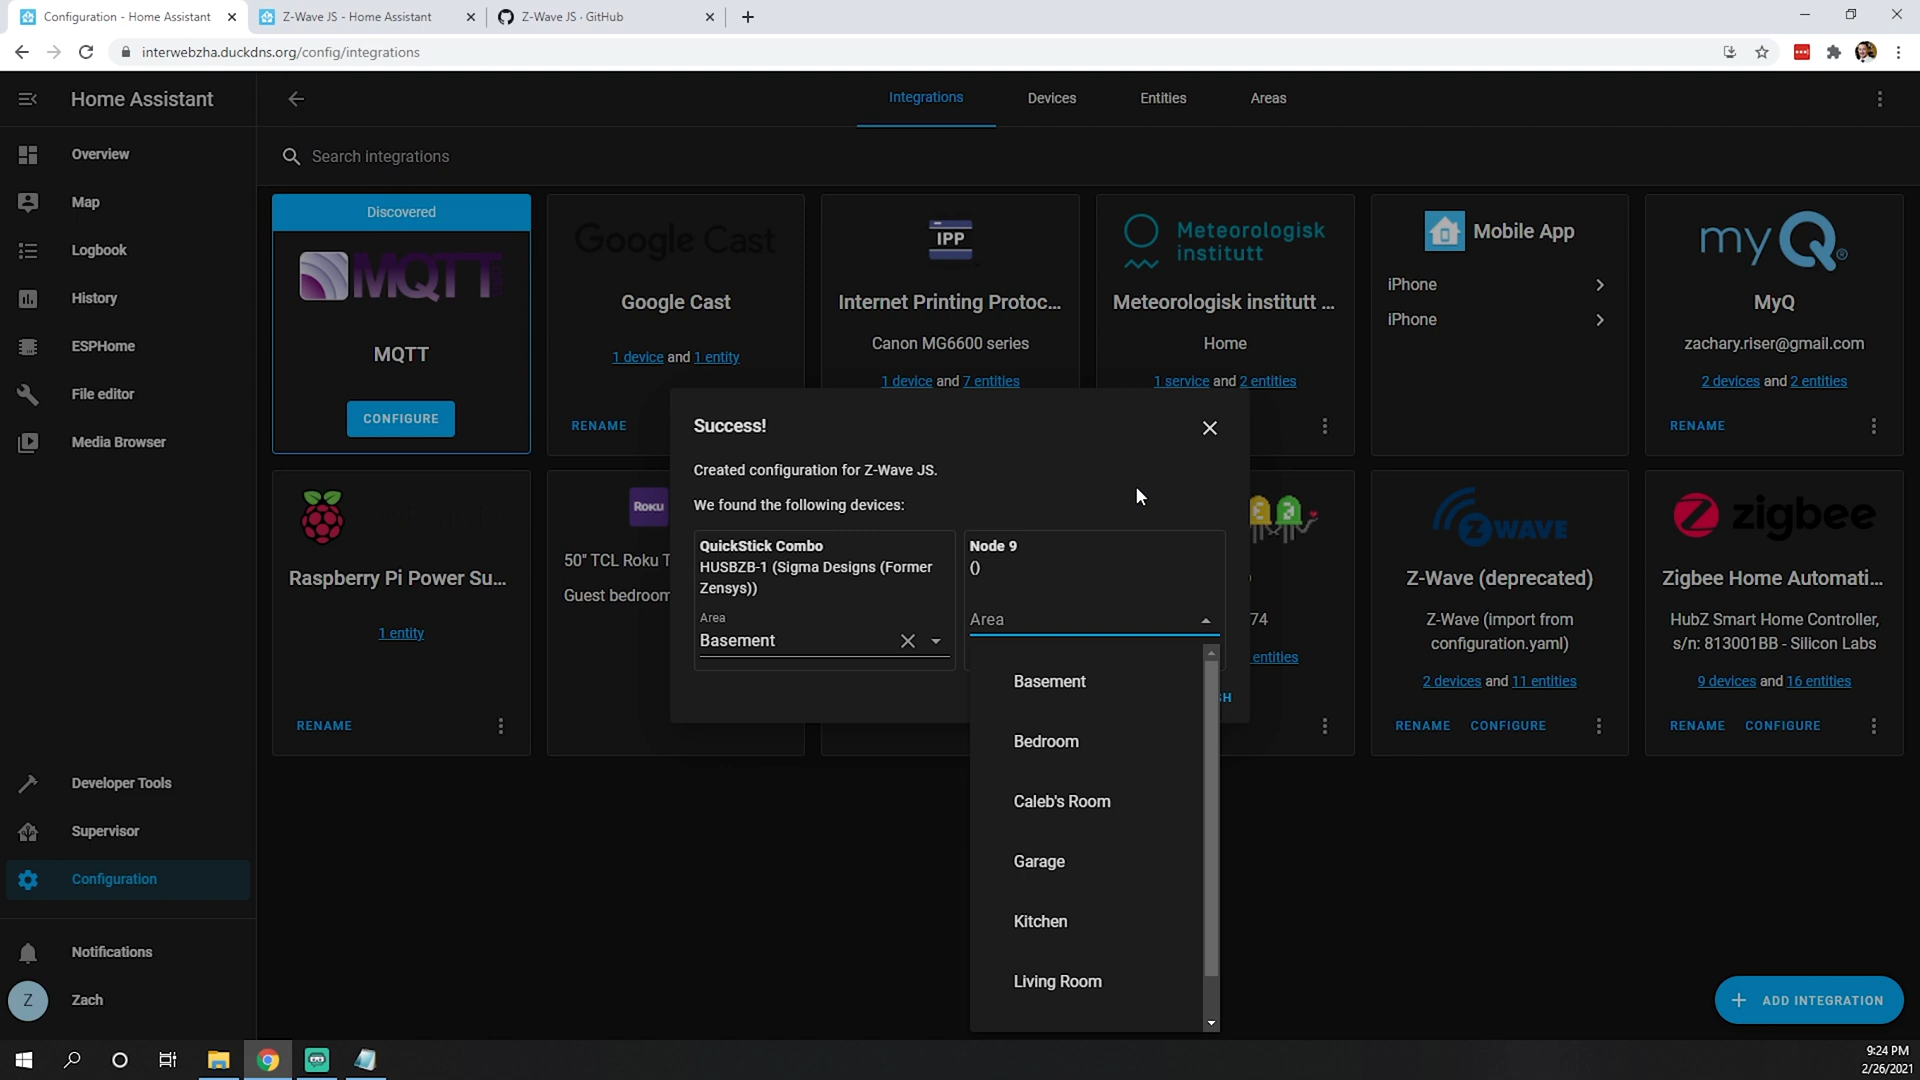 Configuration - Home Assistant
Z-Wave JS - Home Assistant
Z-Wave JS · GitHub
interwebzha.duckdns.org/config/integrations
Home Assistant
Integrations
Devices
Entities
Areas
Overview
Map
Logbook
History
ESPHome
File editor
Media Browser
Developer Tools
Supervisor
Configuration
Notifications
Z
Zach
Search integrations
Discovered
MQTT
MQTT
CONFIGURE
Google Cast
Google Cast
1 device and 1 entity
RENAME
IPP
Internet Printing Protoc...
Canon MG6600 series
1 device and 7 entities
Meteorologisk
institutt
Meteorologisk institutt ...
Home
1 service and 2 entities
Mobile App
iPhone
iPhone
myQ
MyQ
zachary.riser@gmail.com
2 devices and 2 entities
RENAME
Raspberry Pi Power Su...
1 entity
RENAME
ROKU
50" TCL Roku T
Guest bedroom
Success!
Created configuration for Z-Wave JS.
We found the following devices:
QuickStick Combo
HUSBZB-1 (Sigma Designs (Former
Zensys))
Area
Basement
Node 9
()
Area
Basement
Bedroom
Caleb's Room
Garage
Kitchen
Living Room
SH
74
entities
Z WAVE
Z-Wave (deprecated)
Z-Wave (import from
configuration.yaml)
2 devices and 11 entities
RENAME CONFIGURE
zigbee
Zigbee Home Automati...
HubZ Smart Home Controller,
s/n: 813001BB - Silicon Labs
9 devices and 16 entities
RENAME CONFIGURE
ADD INTEGRATION
9:24 PM
2/26/2021